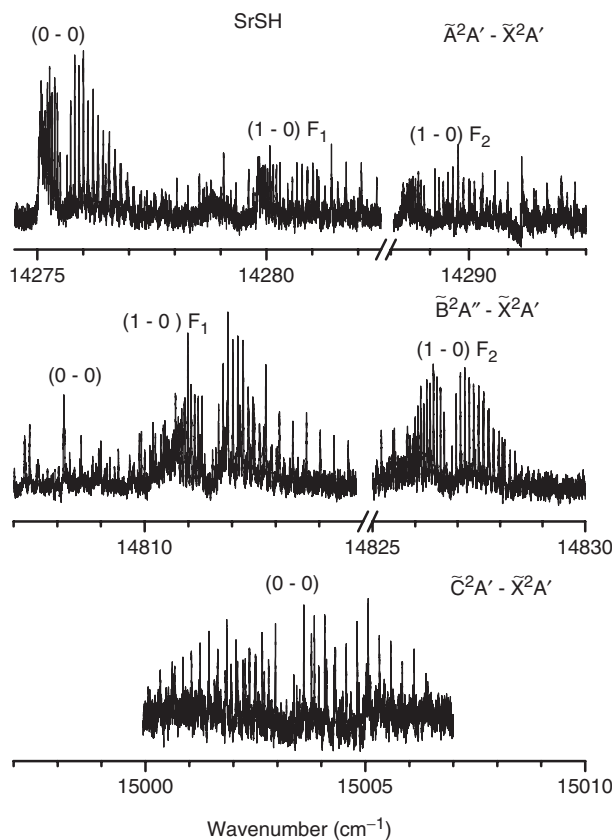 SrSH
Ã²A′ - X̃²A′
(0 - 0)
(1 - 0) F₁
(1 - 0) F₂
14275
14280
14290
B̃²A″ - X̃²A′
(1 - 0 ) F₁
(1 - 0) F₂
(0 - 0)
14810
14825
14830
(0 - 0)
C̃²A′ - X̃²A′
15000
15005
15010
Wavenumber (cm⁻¹)